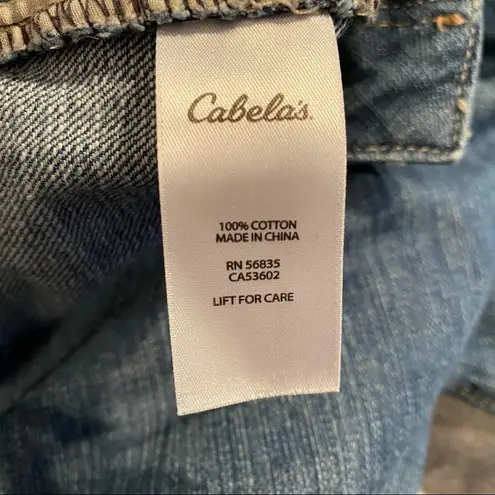 Cabela's.
100% COTTON
MADE IN CHINA
RN 56835
CA53602
LIFT FOR CARE